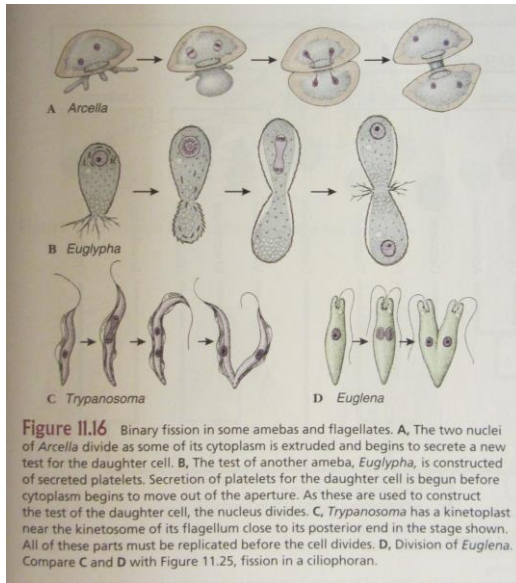 A Arcella
B Euglypha
C Trypanosoma
D Euglena
Figure 11.16 Binary fission in some amebas and flagellates. A, The two nuclei
of Arcella divide as some of its cytoplasm is extruded and begins to secrete a new
test for the daughter cell. B, The test of another ameba, Euglypha, is constructed
of secreted platelets. Secretion of platelets for the daughter cell is begun before
cytoplasm begins to move out of the aperture. As these are used to construct
the test of the daughter cell, the nucleus divides. C, Trypanosoma has a kinetoplast
near the kinetosome of its flagellum close to its posterior end in the stage shown.
All of these parts must be replicated before the cell divides. D, Division of Euglena.
Compare C and D with Figure 11.25, fission in a ciliophoran.